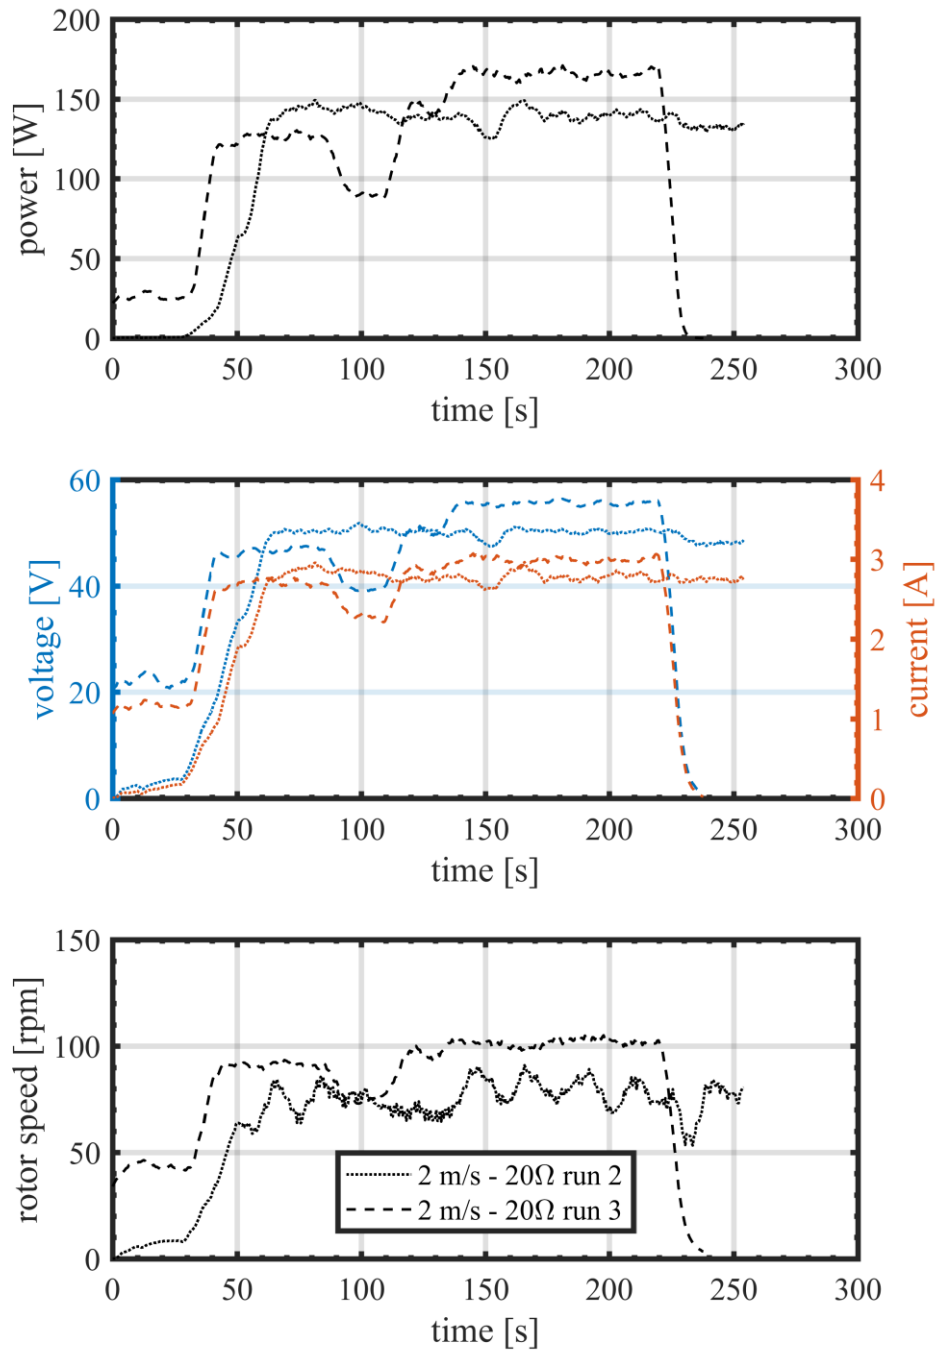 power [W]
200
150
100
50
0
0 50 100 150 200 250 300
time [s]
voltage [V]
60
40
20
0
current [A]
4
3
2
1
0
0 50 100 150 200 250 300
time [s]
rotor speed [rpm]
150
100
50
0
2 m/s - 20Ω run 2
2 m/s - 20Ω run 3
0 50 100 150 200 250 300
time [s]